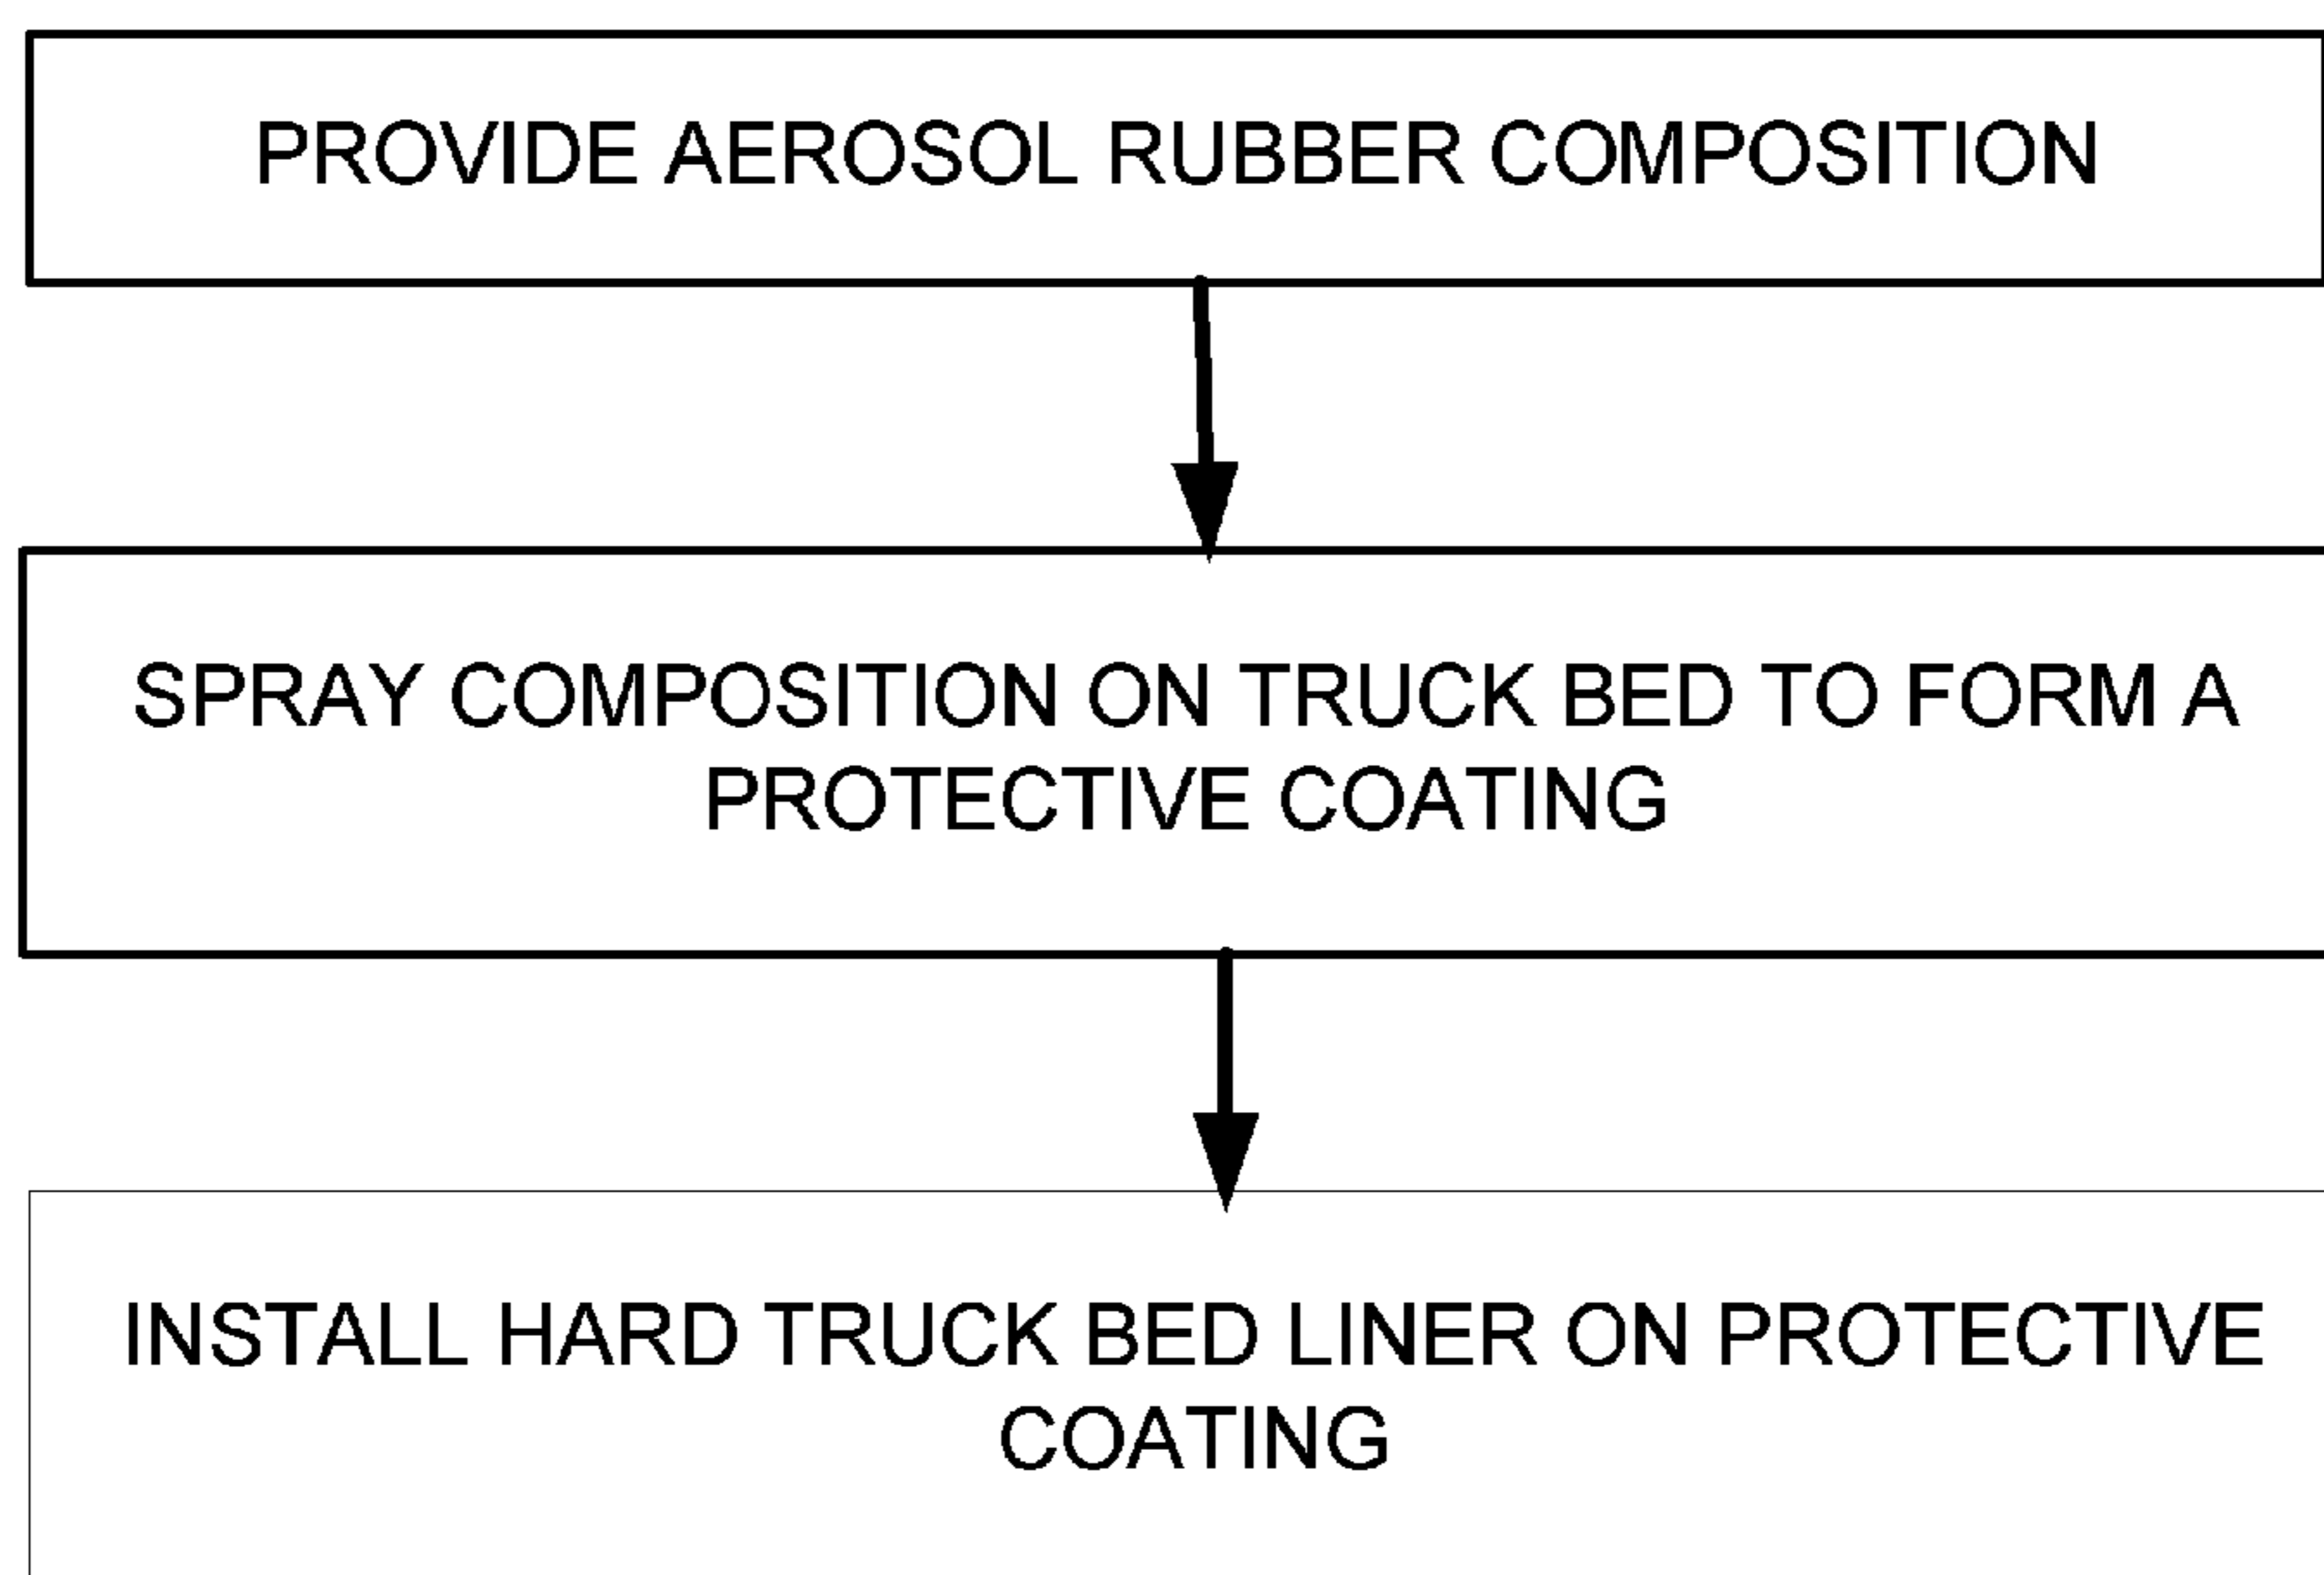 PROVIDE AEROSOL RUBBER COMPOSITION
SPRAY COMPOSITION ON TRUCK BED TO FORM A
PROTECTIVE COATING
INSTALL HARD TRUCK BED LINER ON PROTECTIVE
COATING